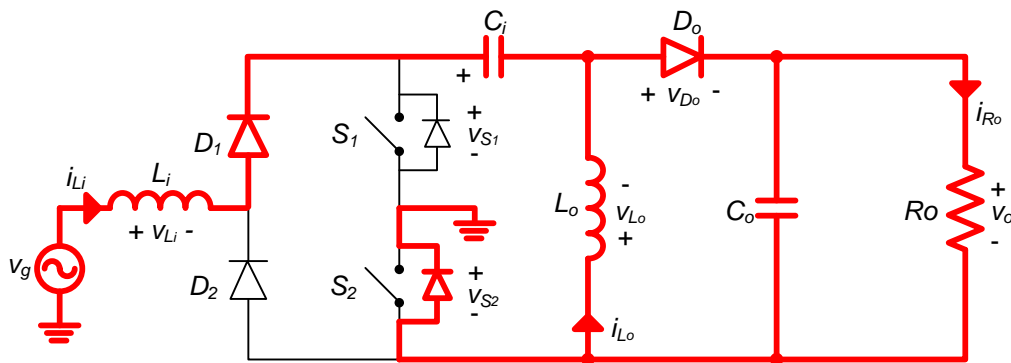 Ci
Do
+
+ vDo -
iRo
D1
S1
+
vS1
-
iLi
Li
+ vLi -
Lo
-
vLo
+
Co
Ro
+
vo
-
vg
D2
S2
+
vS2
-
iLo